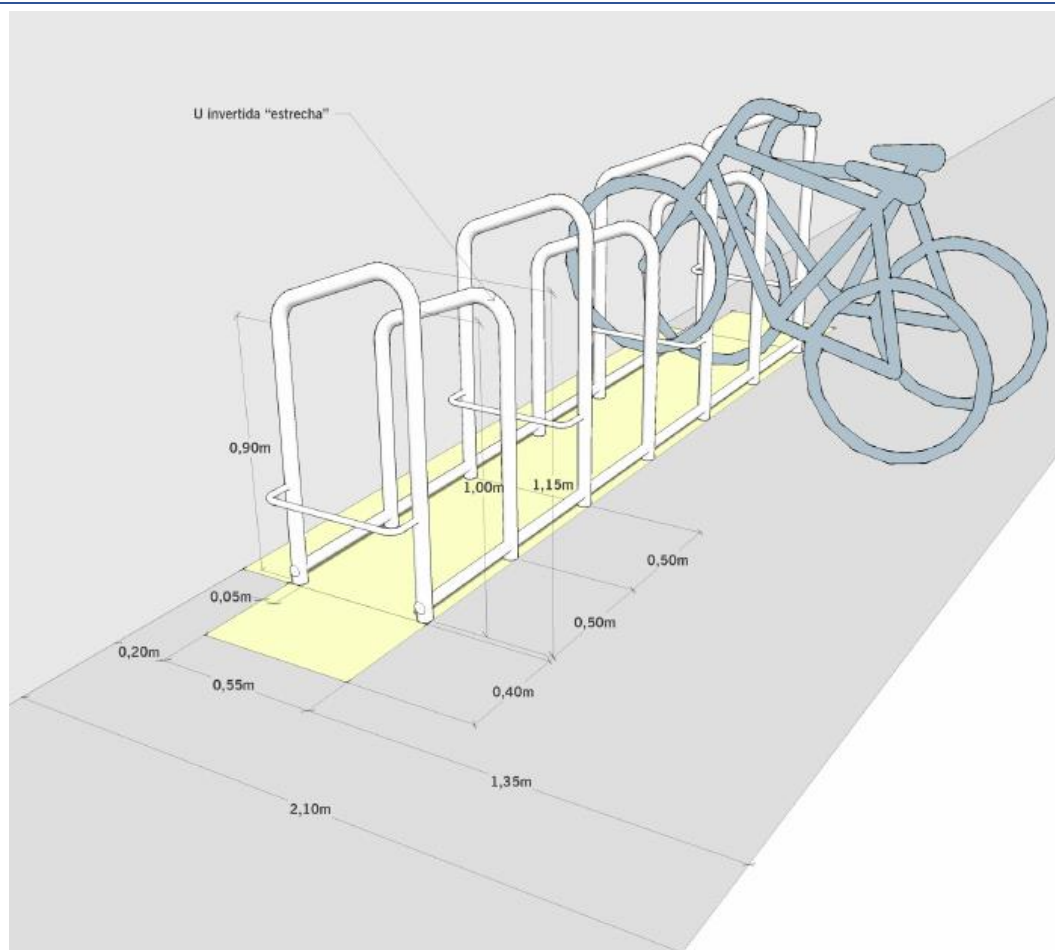 U invertida “estrecha”
0,90m
1,00m
1,15m
0,50m
0,05m
0,50m
0,20m
0,55m
0,40m
1,35m
2,10m